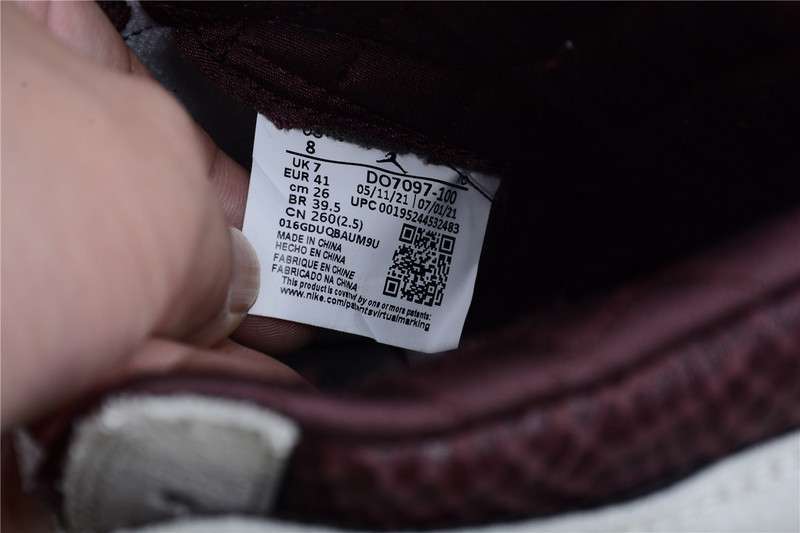 US
8
UK 7
EUR 41
cm 26
BR 39.5
CN 260(2.5)
DO7097-100
05/11/21 | 07/01/21
UPC 00195244532483
016GDUQBAUM9U
MADE IN CHINA
HECHO EN CHINA
FABRIQUE EN CHINE
FABRICADO NA CHINA
This product is covered by one or more patents:
www.nike.com/patentsvirtualmarking